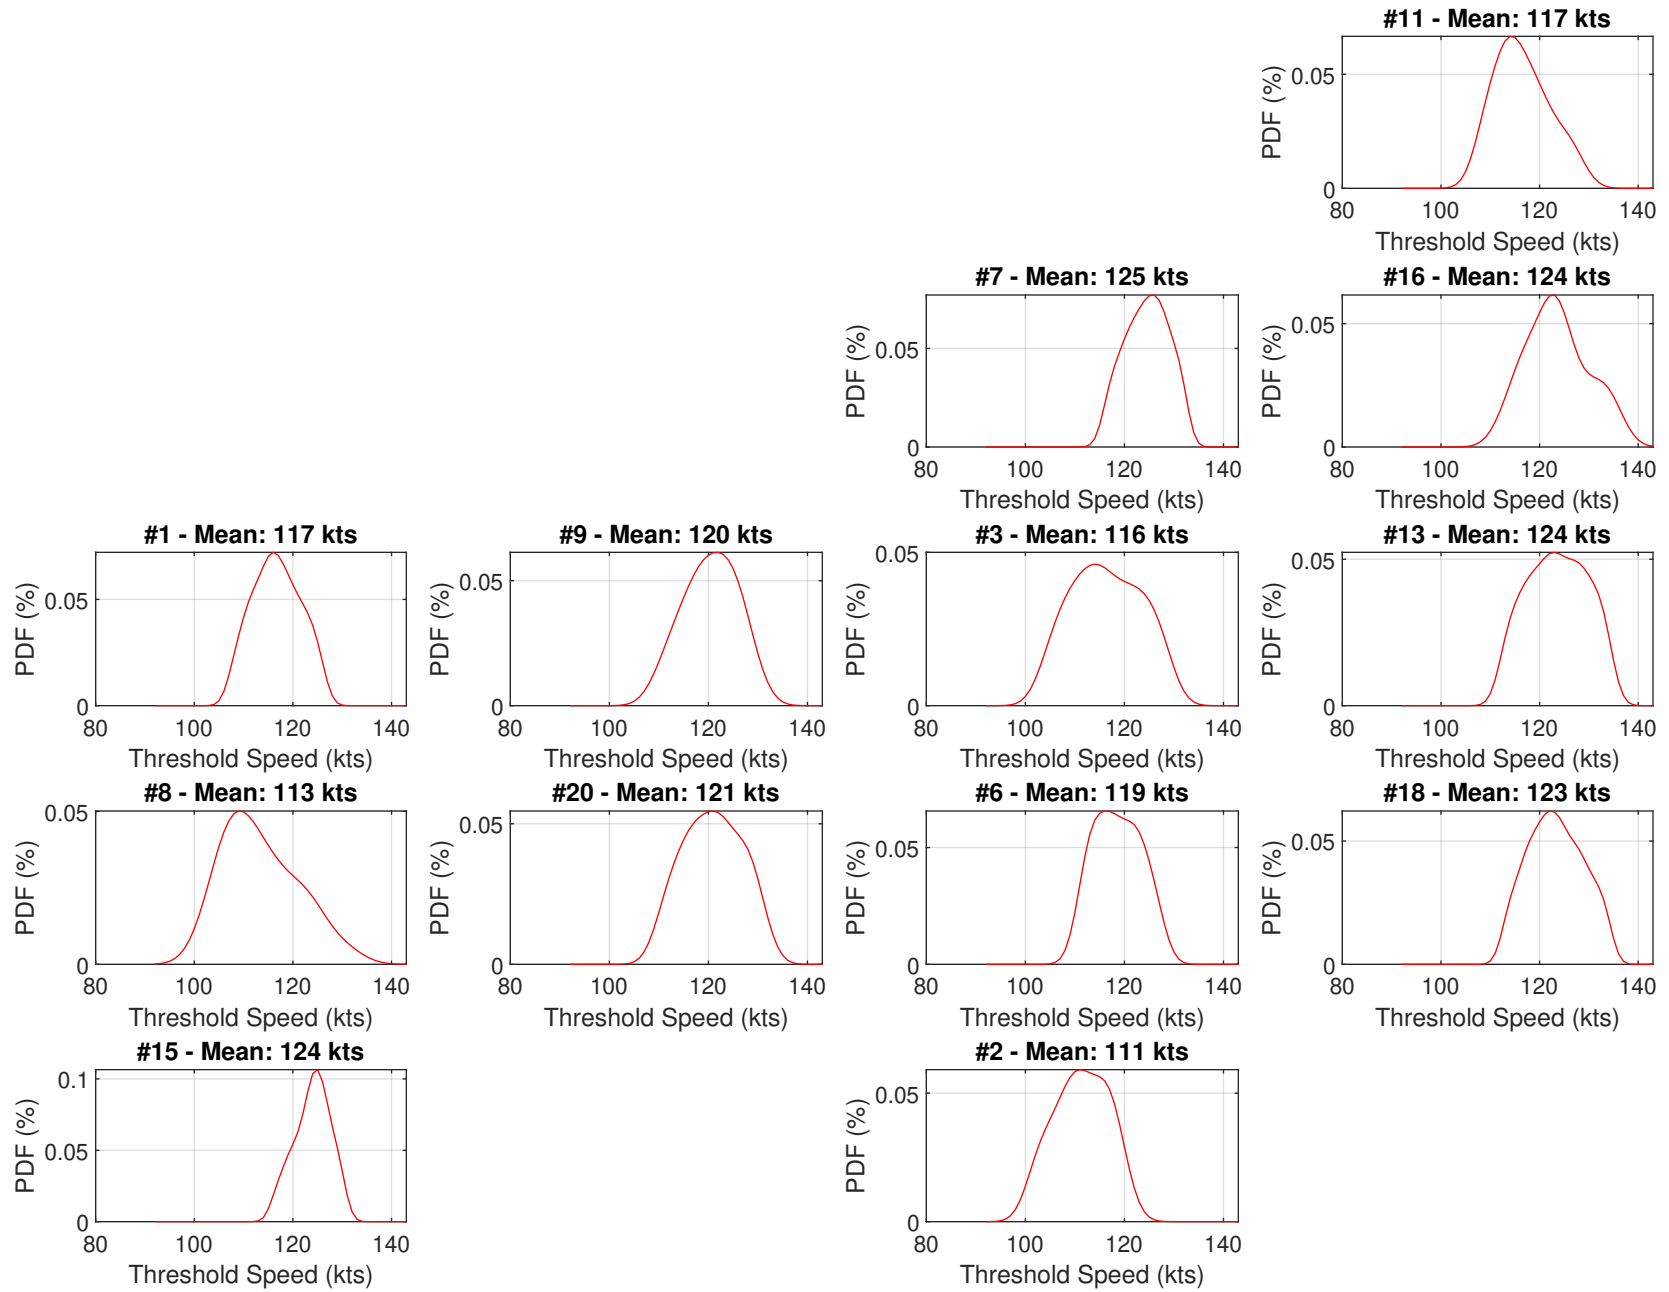 #11 - Mean: 117 kts
PDF (%)
0.05
0
80 100 120 140
Threshold Speed (kts)
#7 - Mean: 125 kts
PDF (%)
0.05
0
80 100 120 140
Threshold Speed (kts)
#16 - Mean: 124 kts
PDF (%)
0.05
0
80 100 120 140
Threshold Speed (kts)
#1 - Mean: 117 kts
PDF (%)
0.05
0
80 100 120 140
Threshold Speed (kts)
#9 - Mean: 120 kts
PDF (%)
0.05
0
80 100 120 140
Threshold Speed (kts)
#3 - Mean: 116 kts
PDF (%)
0.05
0
80 100 120 140
Threshold Speed (kts)
#13 - Mean: 124 kts
PDF (%)
0.05
0
80 100 120 140
Threshold Speed (kts)
#8 - Mean: 113 kts
PDF (%)
0.05
0
80 100 120 140
Threshold Speed (kts)
#20 - Mean: 121 kts
PDF (%)
0.05
0
80 100 120 140
Threshold Speed (kts)
#6 - Mean: 119 kts
PDF (%)
0.05
0
80 100 120 140
Threshold Speed (kts)
#18 - Mean: 123 kts
PDF (%)
0.05
0
80 100 120 140
Threshold Speed (kts)
#15 - Mean: 124 kts
PDF (%)
0.1
0.05
0
80 100 120 140
Threshold Speed (kts)
#2 - Mean: 111 kts
PDF (%)
0.05
0
80 100 120 140
Threshold Speed (kts)